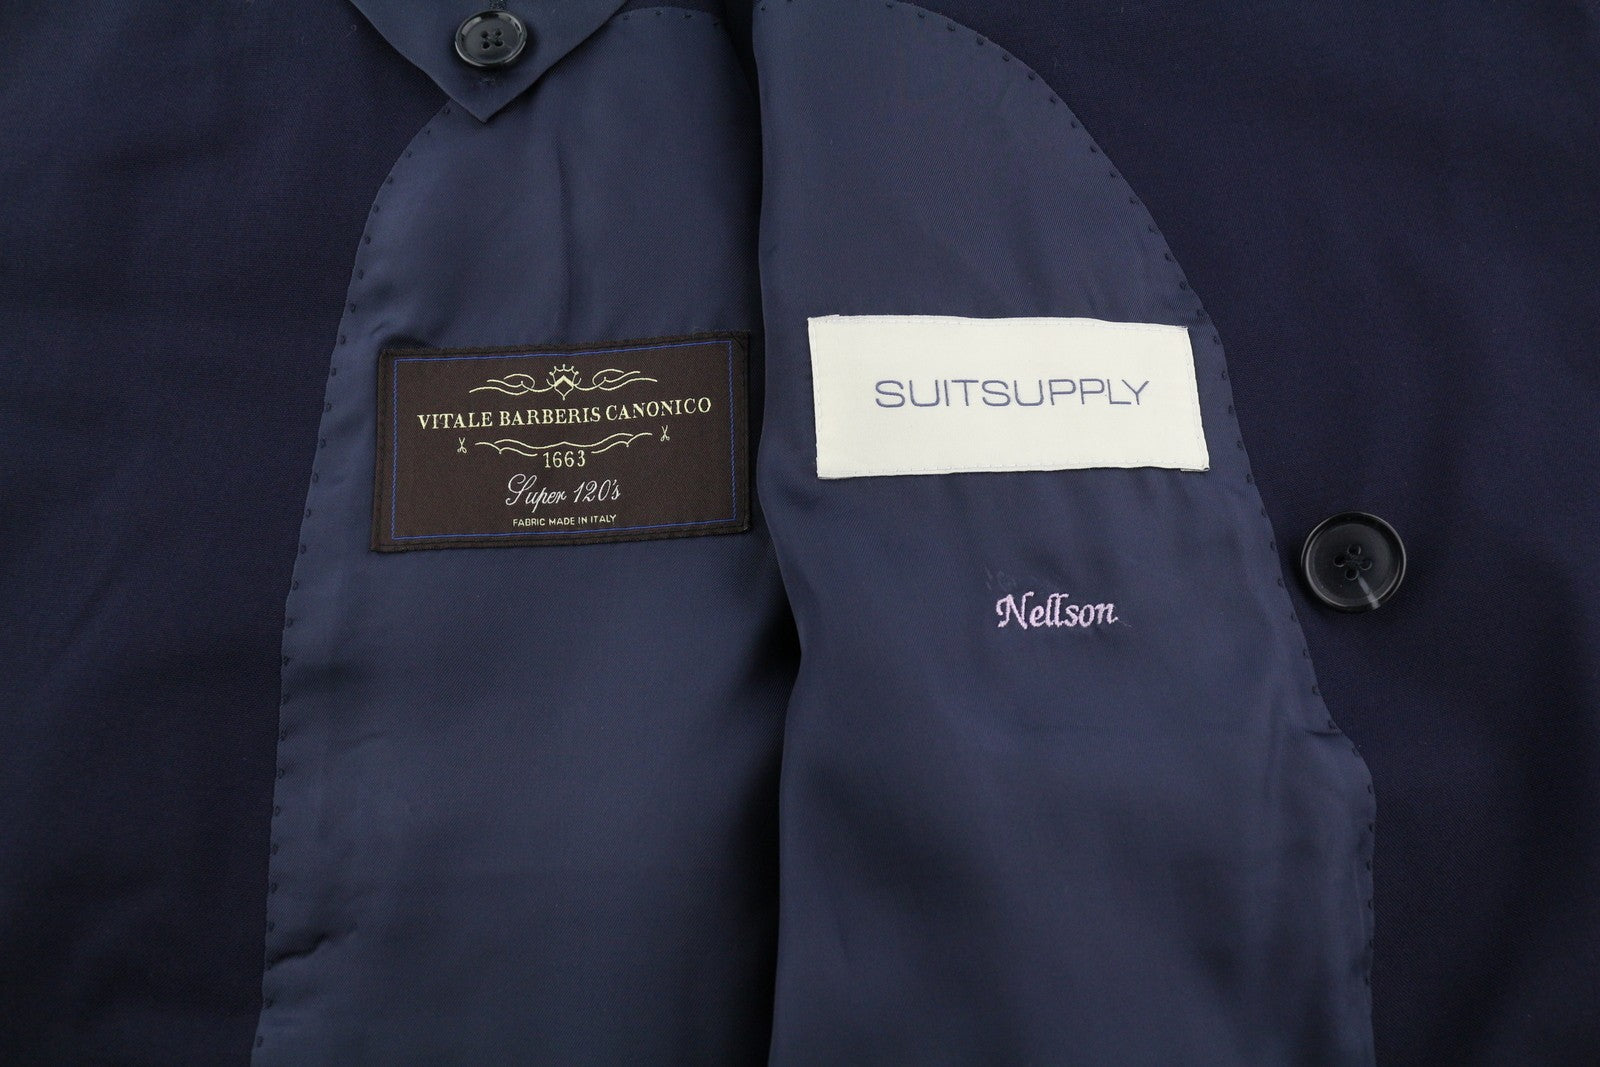 VITALE BARBERIS CANONICO
1663
Super 120's
FABRIC MADE IN ITALY
SUITSUPPLY
Nellson